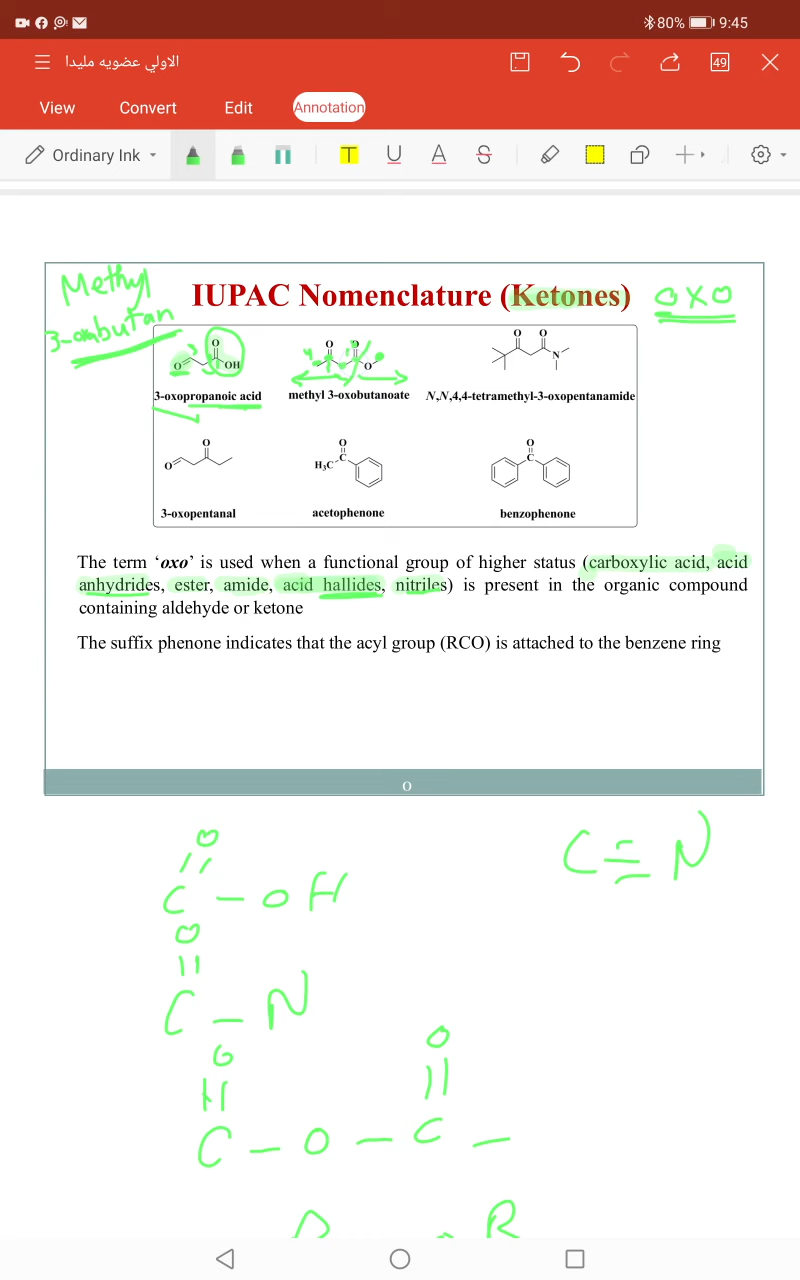 80% 9:45
الاولي عضويه مليدا
49
View Convert Edit Annotation
Ordinary Ink T U A S
Methyl
3-oxobutan
IUPAC Nomenclature (Ketones)
oxo
O OH O
O O O
O O N
3-oxopropanoic acid methyl 3-oxobutanoate N,N,4,4-tetramethyl-3-oxopentanamide
O O
O C H₃C
O C
3-oxopentanal acetophenone benzophenone
The term ‘oxo’ is used when a functional group of higher status (carboxylic acid, acid
anhydrides, ester, amide, acid hallides, nitriles) is present in the organic compound
containing aldehyde or ketone
The suffix phenone indicates that the acyl group (RCO) is attached to the benzene ring
O
O
C - OH
C≡N
O
C - N
O O
C - O - C -
R